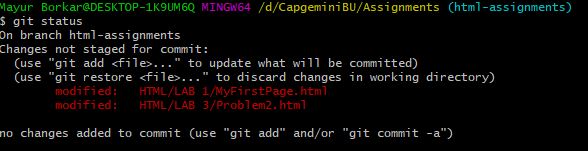 Mayur Borkar@DESKTOP-1K9UM6Q MINGW64 /d/CapgeminiBU/Assignments (html-assignments)
$ git status
On branch html-assignments
Changes not staged for commit:
  (use "git add <file>..." to update what will be committed)
  (use "git restore <file>..." to discard changes in working directory)
        modified:   HTML/LAB 1/MyFirstPage.html
        modified:   HTML/LAB 3/Problem2.html
no changes added to commit (use "git add" and/or "git commit -a")